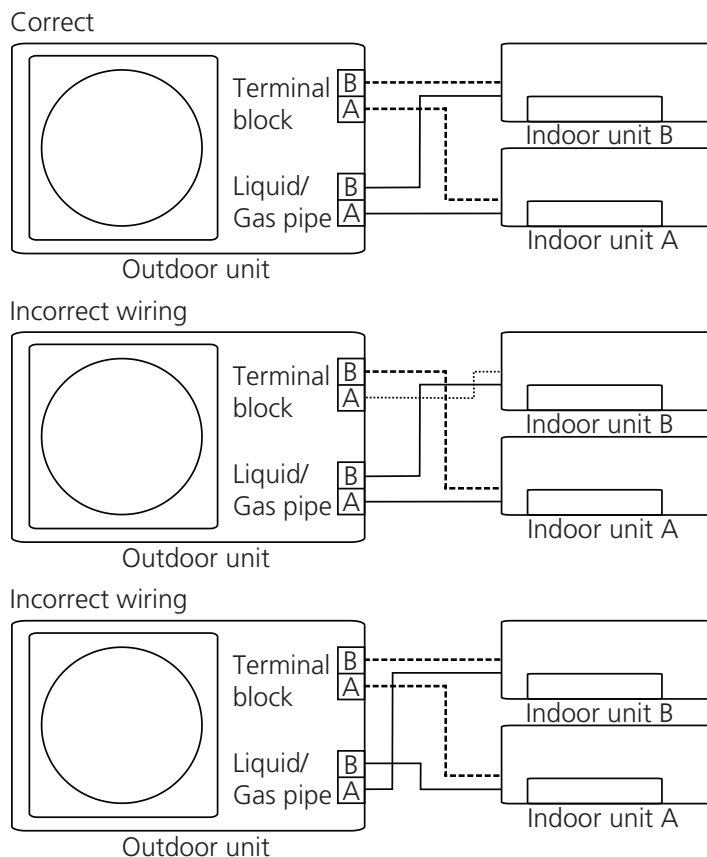 Correct
Terminal
block
B
A
Liquid/
Gas pipe
B
A
Outdoor unit
Indoor unit B
Indoor unit A
Incorrect wiring
Terminal
block
B
A
Liquid/
Gas pipe
B
A
Outdoor unit
Indoor unit B
Indoor unit A
Incorrect wiring
Terminal
block
B
A
Liquid/
Gas pipe
B
A
Outdoor unit
Indoor unit B
Indoor unit A